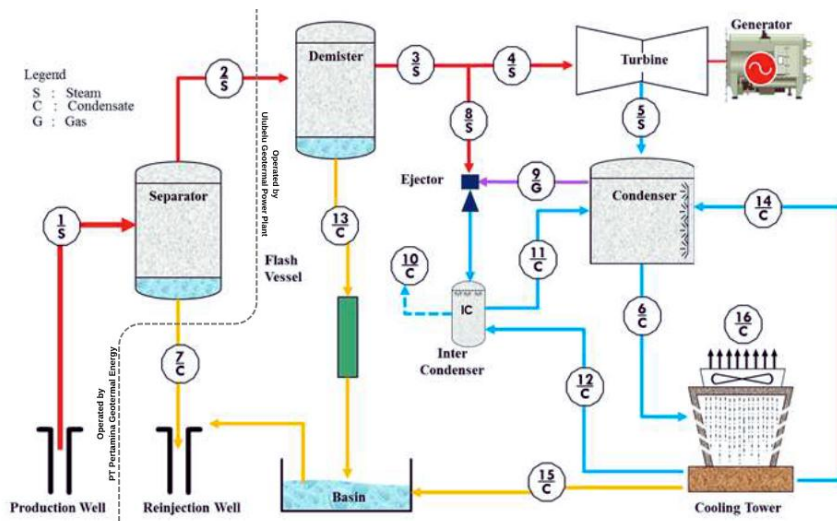 Generator
Demister
3
S
4
S
Turbine
2
S
Legend
S : Steam
C : Condensate
G : Gas
8
S
5
S
Operated by
Ulubelu Geotermal Power Plant
Ejector
9
G
Condenser
14
C
Separator
1
S
13
C
Flash
Vessel
10
C
11
C
IC
6
C
16
C
Inter
Condenser
7
C
12
C
Operated by
PT Pertamina Geotermal Energy
15
C
Production Well
Reinjection Well
Basin
Cooling Tower